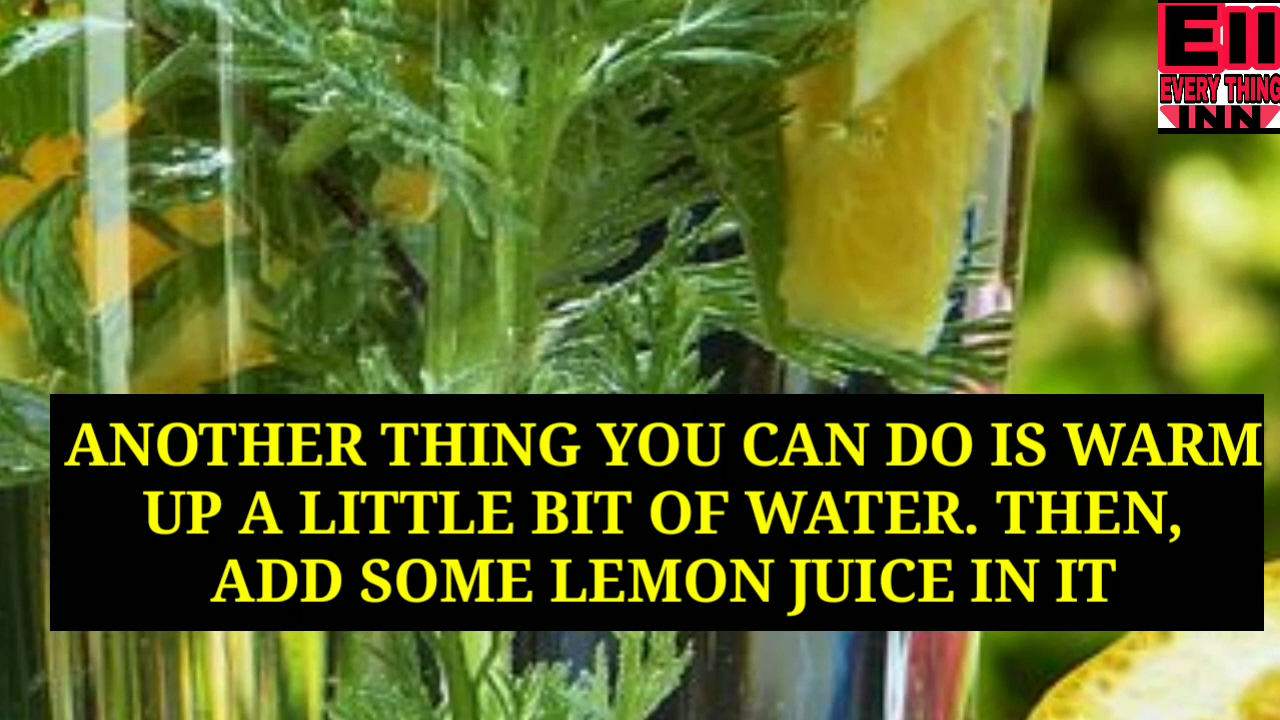 EII
EVERY THING
INN
ANOTHER THING YOU CAN DO IS WARM
UP A LITTLE BIT OF WATER. THEN,
ADD SOME LEMON JUICE IN IT